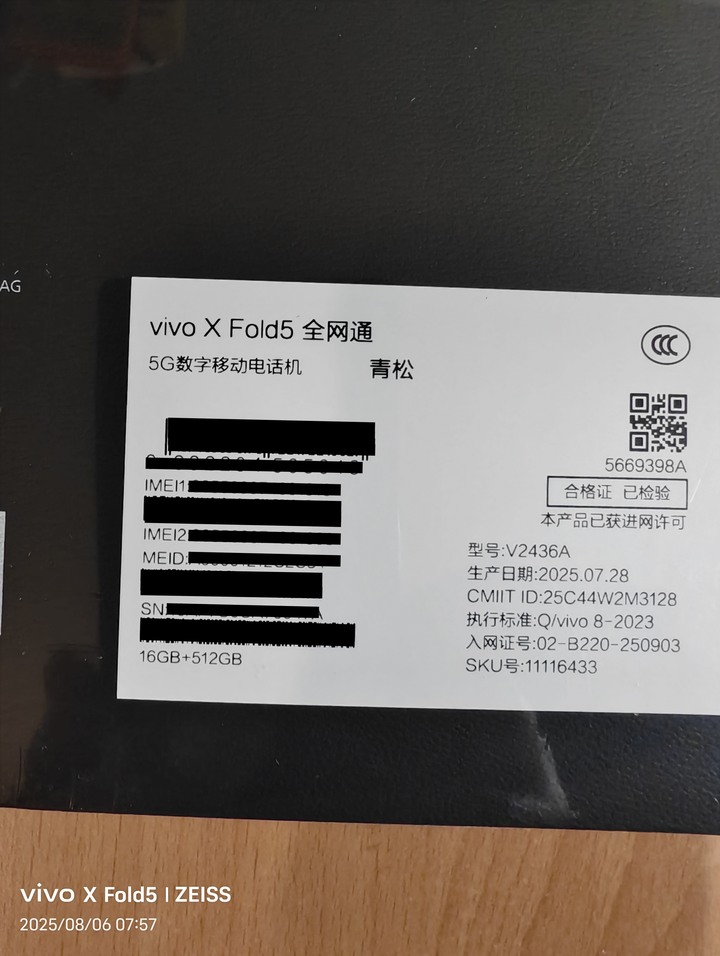 AG
vivo X Fold5 全网通
5G数字移动电话机 青松
CCC
5669398A
合格证 已检验
本产品已获进网许可
IMEI1:
IMEI2
MEID:
SN:
16GB+512GB
型号:V2436A
生产日期:2025.07.28
CMIIT ID:25C44W2M3128
执行标准:Q/vivo 8-2023
入网证号:02-B220-250903
SKU号:11116433
vivo X Fold5 | ZEISS
2025/08/06 07:57